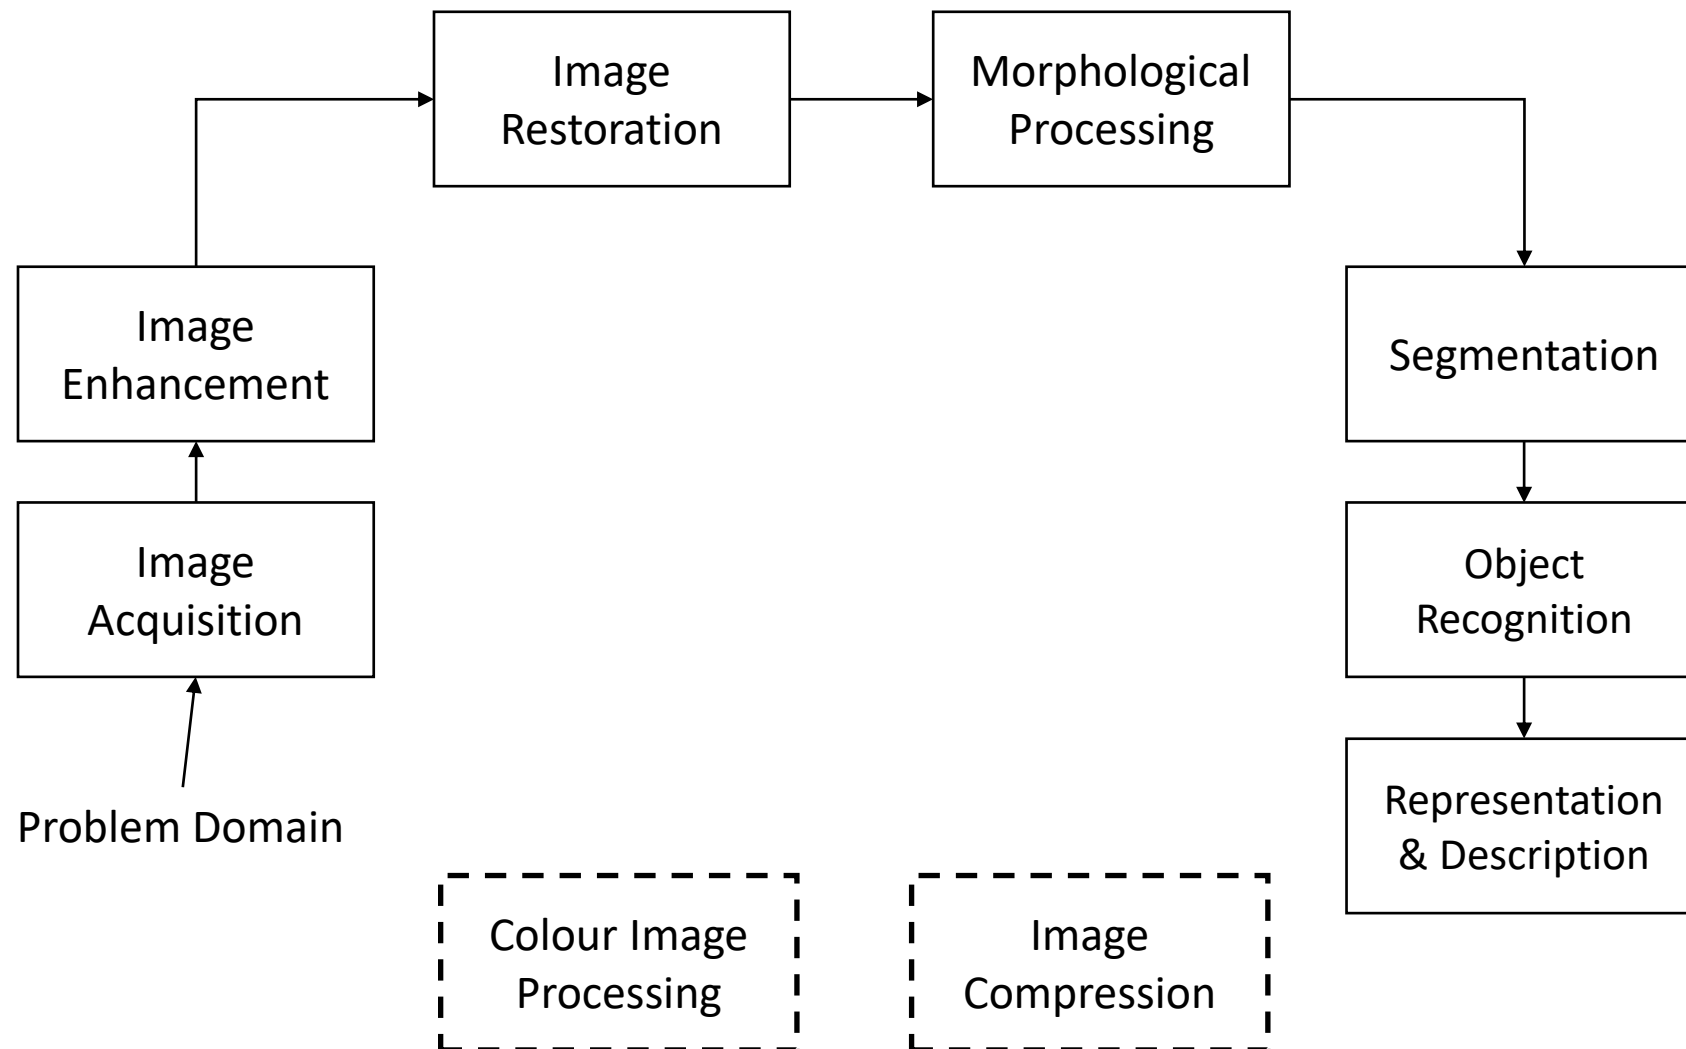 Image
Restoration
Morphological
Processing
Image
Enhancement
Segmentation
Image
Acquisition
Object
Recognition
Problem Domain
Representation
& Description
Colour Image
Processing
Image
Compression